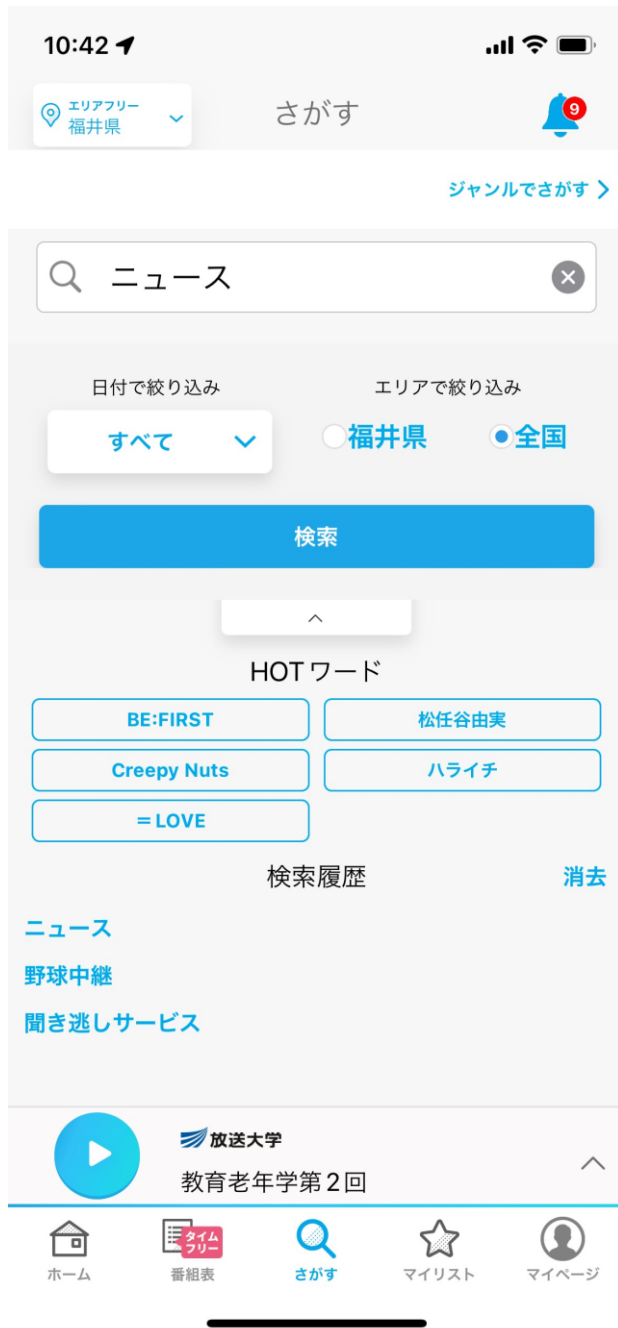 10:42
エリアフリー
福井県
さがす
9
ジャンルでさがす
ニュース
日付で絞り込み
エリアで絞り込み
すべて
福井県
全国
検索
HOTワード
BE:FIRST
松任谷由実
Creepy Nuts
ハライチ
=LOVE
検索履歴
消去
ニュース
野球中継
聞き逃しサービス
放送大学
教育老年学第2回
タイム
フリー
ホーム
番組表
さがす
マイリスト
マイページ